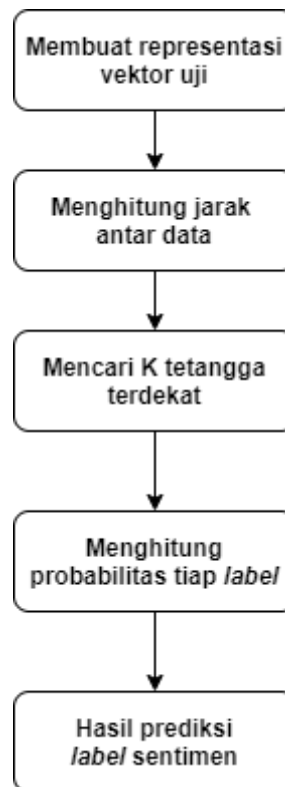 Membuat representasi
vektor uji
Menghitung jarak
antar data
Mencari K tetangga
terdekat
Menghitung
probabilitas tiap label
Hasil prediksi
label sentimen